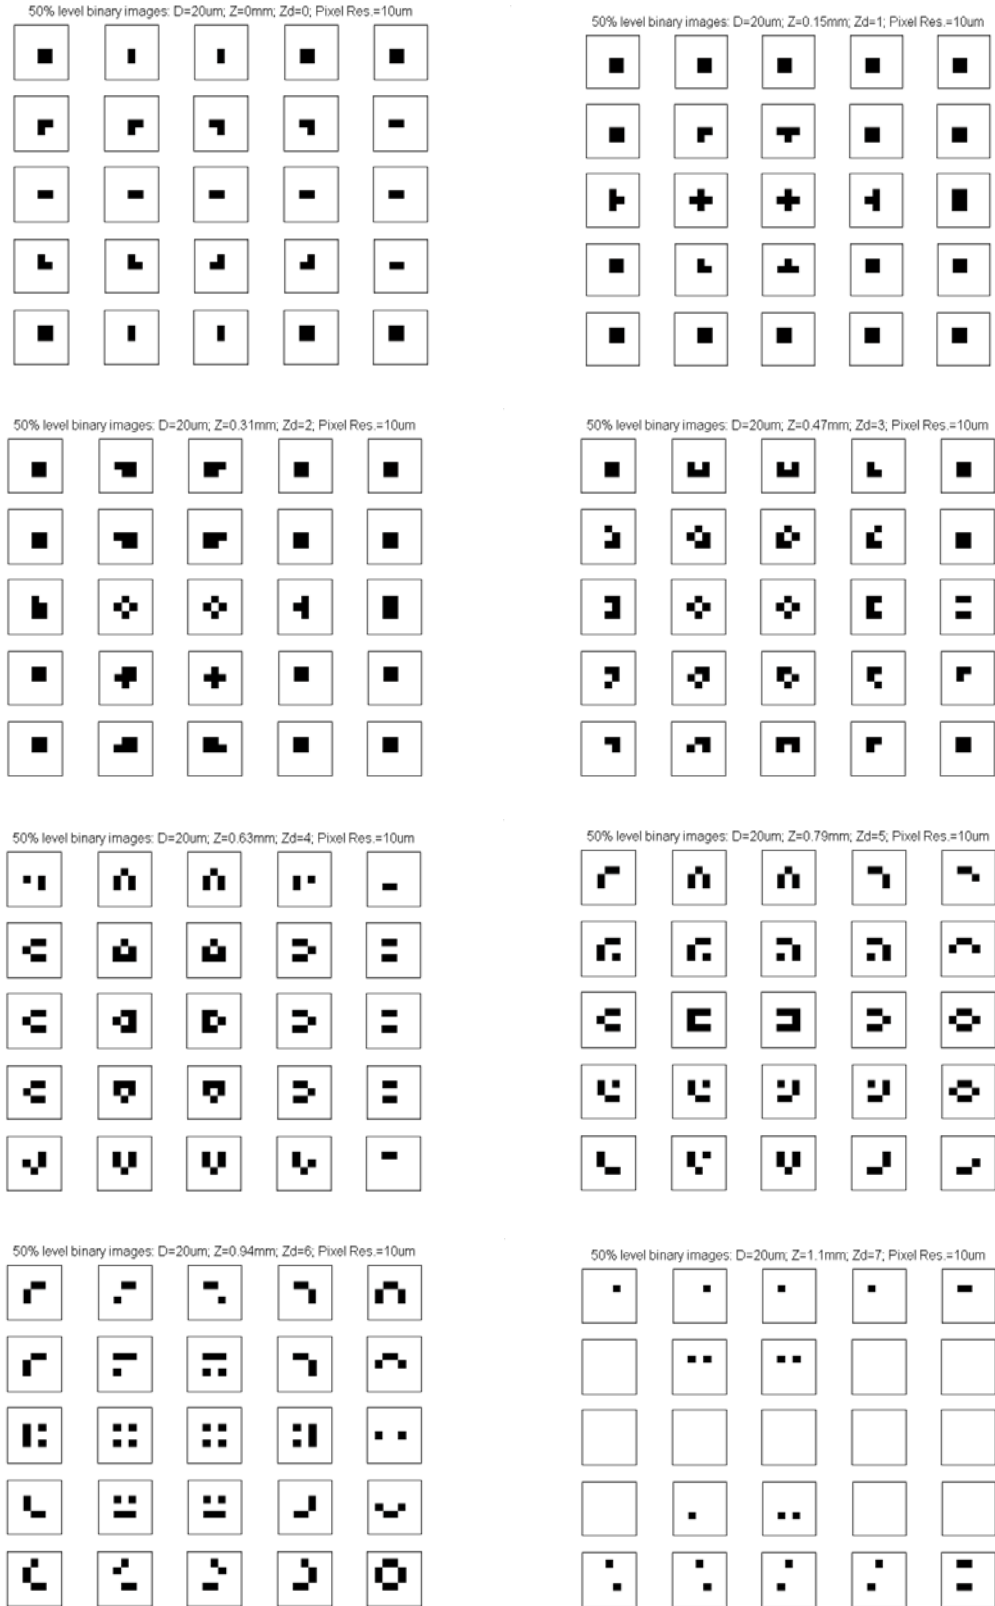 50% level binary images: D=20um; Z=0mm; Zd=0; Pixel Res.=10um
50% level binary images: D=20um; Z=0.15mm; Zd=1; Pixel Res.=10um
50% level binary images: D=20um; Z=0.31mm; Zd=2; Pixel Res.=10um
50% level binary images: D=20um; Z=0.47mm; Zd=3; Pixel Res.=10um
50% level binary images: D=20um; Z=0.63mm; Zd=4; Pixel Res.=10um
50% level binary images: D=20um; Z=0.79mm; Zd=5; Pixel Res.=10um
50% level binary images: D=20um; Z=0.94mm; Zd=6; Pixel Res.=10um
50% level binary images: D=20um; Z=1.1mm; Zd=7; Pixel Res.=10um